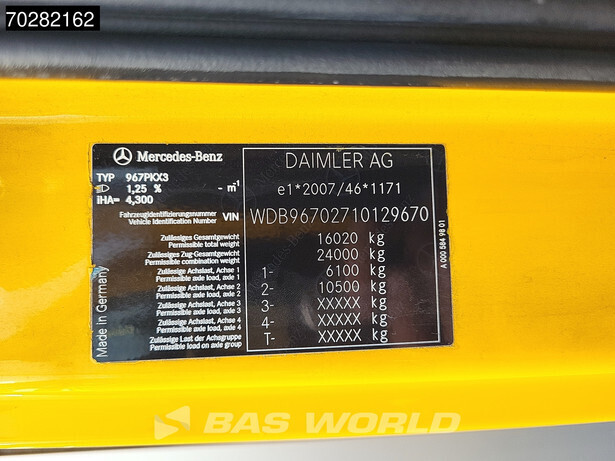 70282162
Mercedes-Benz
DAIMLER AG
TYP 967PKX3
1,25 % - m⁻¹
iHA= 4,300
e1*2007/46*1171
Fahrzeugidentifizierungsnummer
Vehicle Identification Number VIN WDB96702710129670
Zulässiges Gesamtgewicht
Permissible total weight 16020 kg
Zulässiges Zug-Gesamtgewicht
Permissible combination weight 24000 kg
Zulässige Achslast, Achse 1
Permissible axle load, axle 1 1- 6100 kg
Zulässige Achslast, Achse 2
Permissible axle load, axle 2 2- 10500 kg
Zulässige Achslast, Achse 3
Permissible axle load, axle 3 3- XXXXX kg
Zulässige Achslast, Achse 4
Permissible axle load, axle 4 4- XXXXX kg
Zulässige Last der Achsgruppe
Permissible load on axle group T- XXXXX kg
Made in Germany
A 000 584 98 01
BAS WORLD